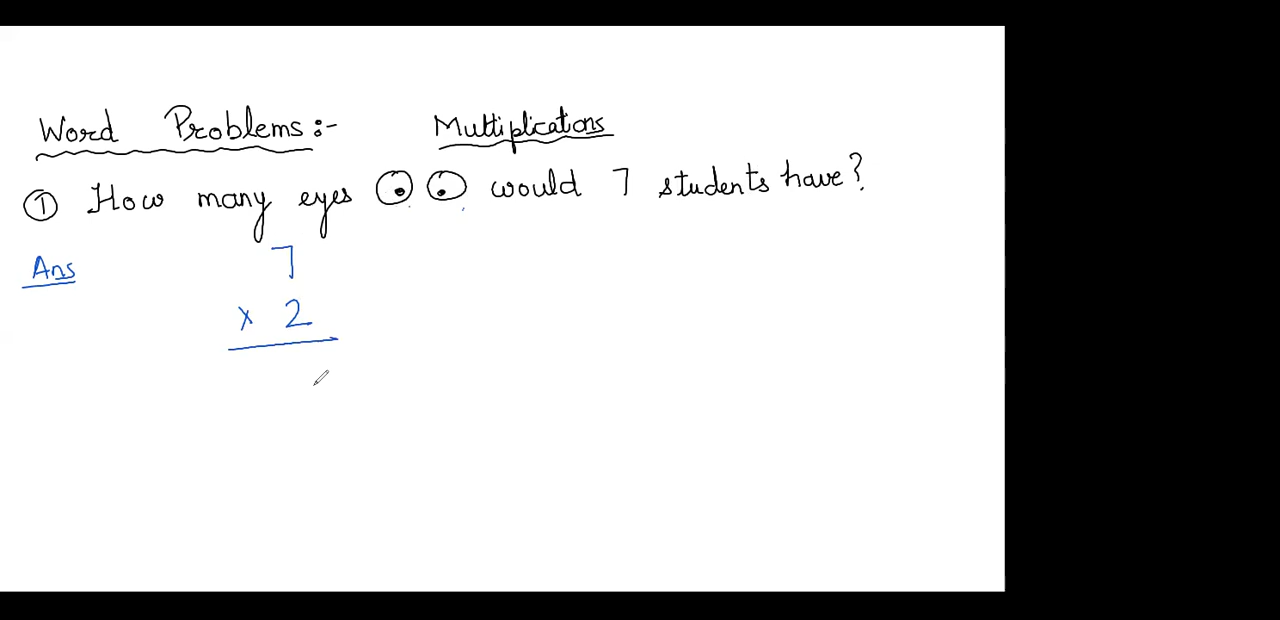 Word Problems :- Multiplications
① How many eyes would 7 students have?
Ans 7
x 2